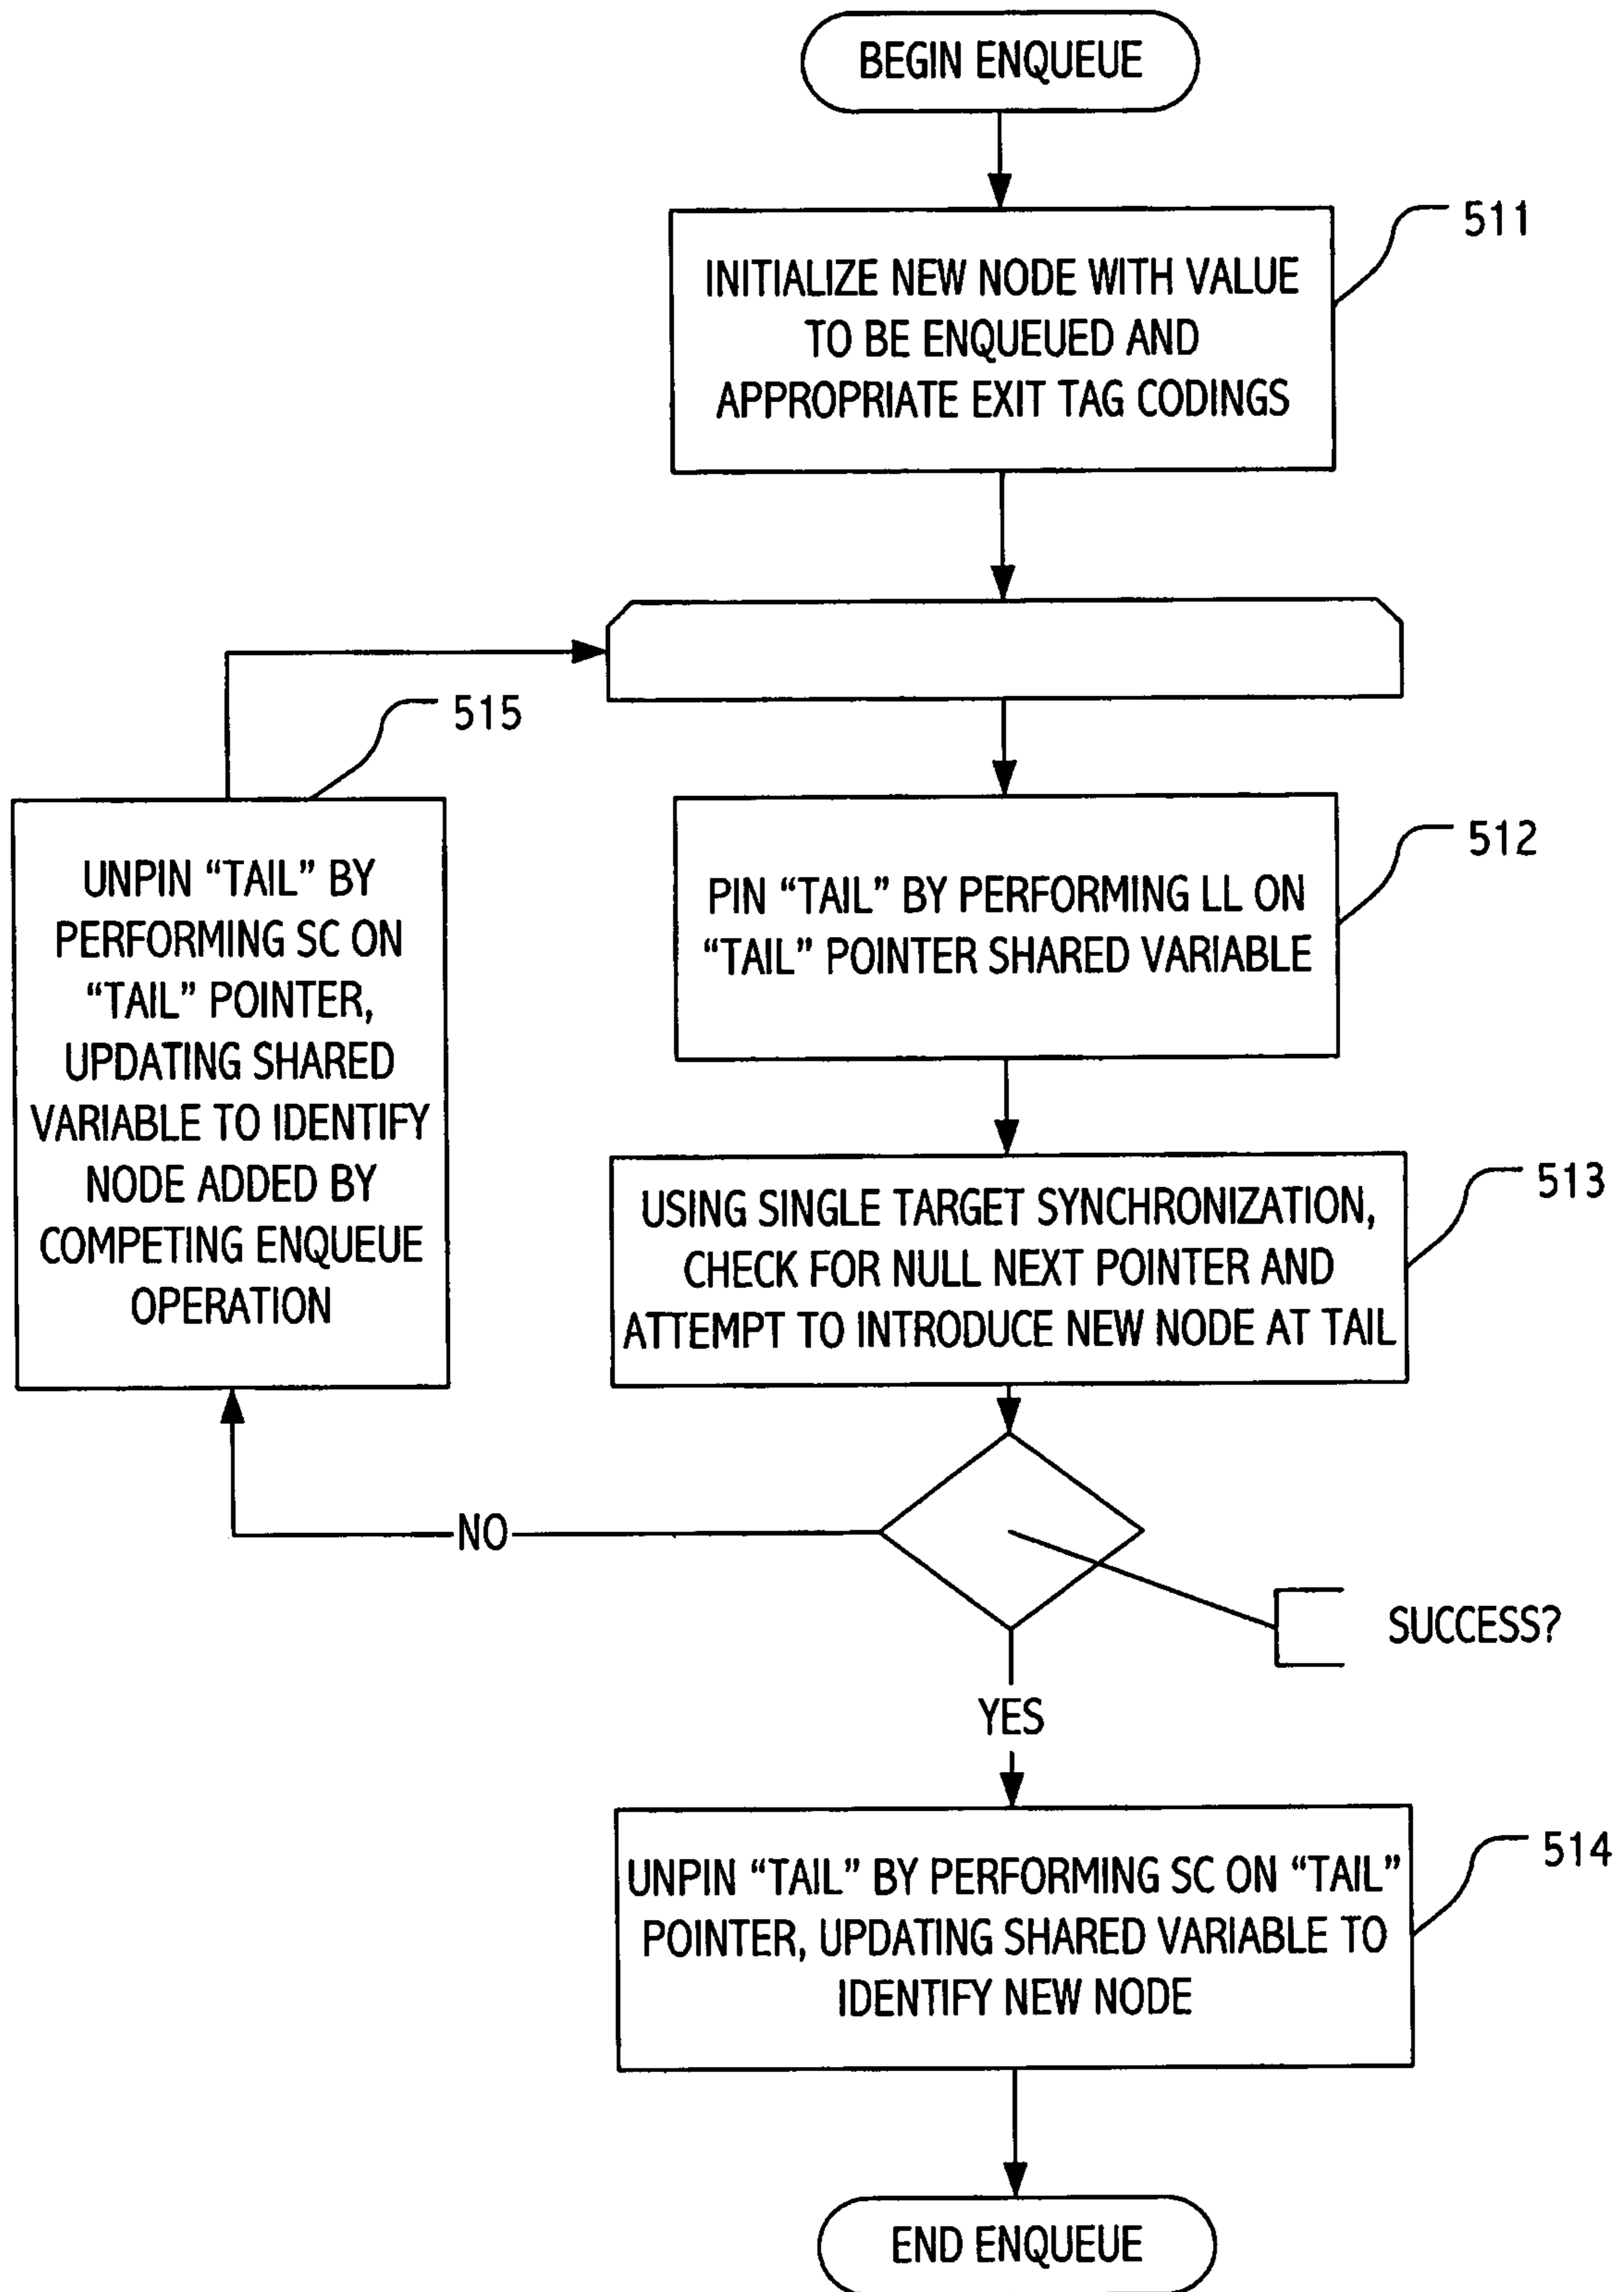 BEGIN ENQUEUE
511
INITIALIZE NEW NODE WITH VALUE
TO BE ENQUEUED AND
APPROPRIATE EXIT TAG CODINGS
515
UNPIN “TAIL” BY
PERFORMING SC ON
“TAIL” POINTER,
UPDATING SHARED
VARIABLE TO IDENTIFY
NODE ADDED BY
COMPETING ENQUEUE
OPERATION
512
PIN “TAIL” BY PERFORMING LL ON
“TAIL” POINTER SHARED VARIABLE
513
USING SINGLE TARGET SYNCHRONIZATION,
CHECK FOR NULL NEXT POINTER AND
ATTEMPT TO INTRODUCE NEW NODE AT TAIL
NO
SUCCESS?
YES
514
UNPIN “TAIL” BY PERFORMING SC ON “TAIL”
POINTER, UPDATING SHARED VARIABLE TO
IDENTIFY NEW NODE
END ENQUEUE